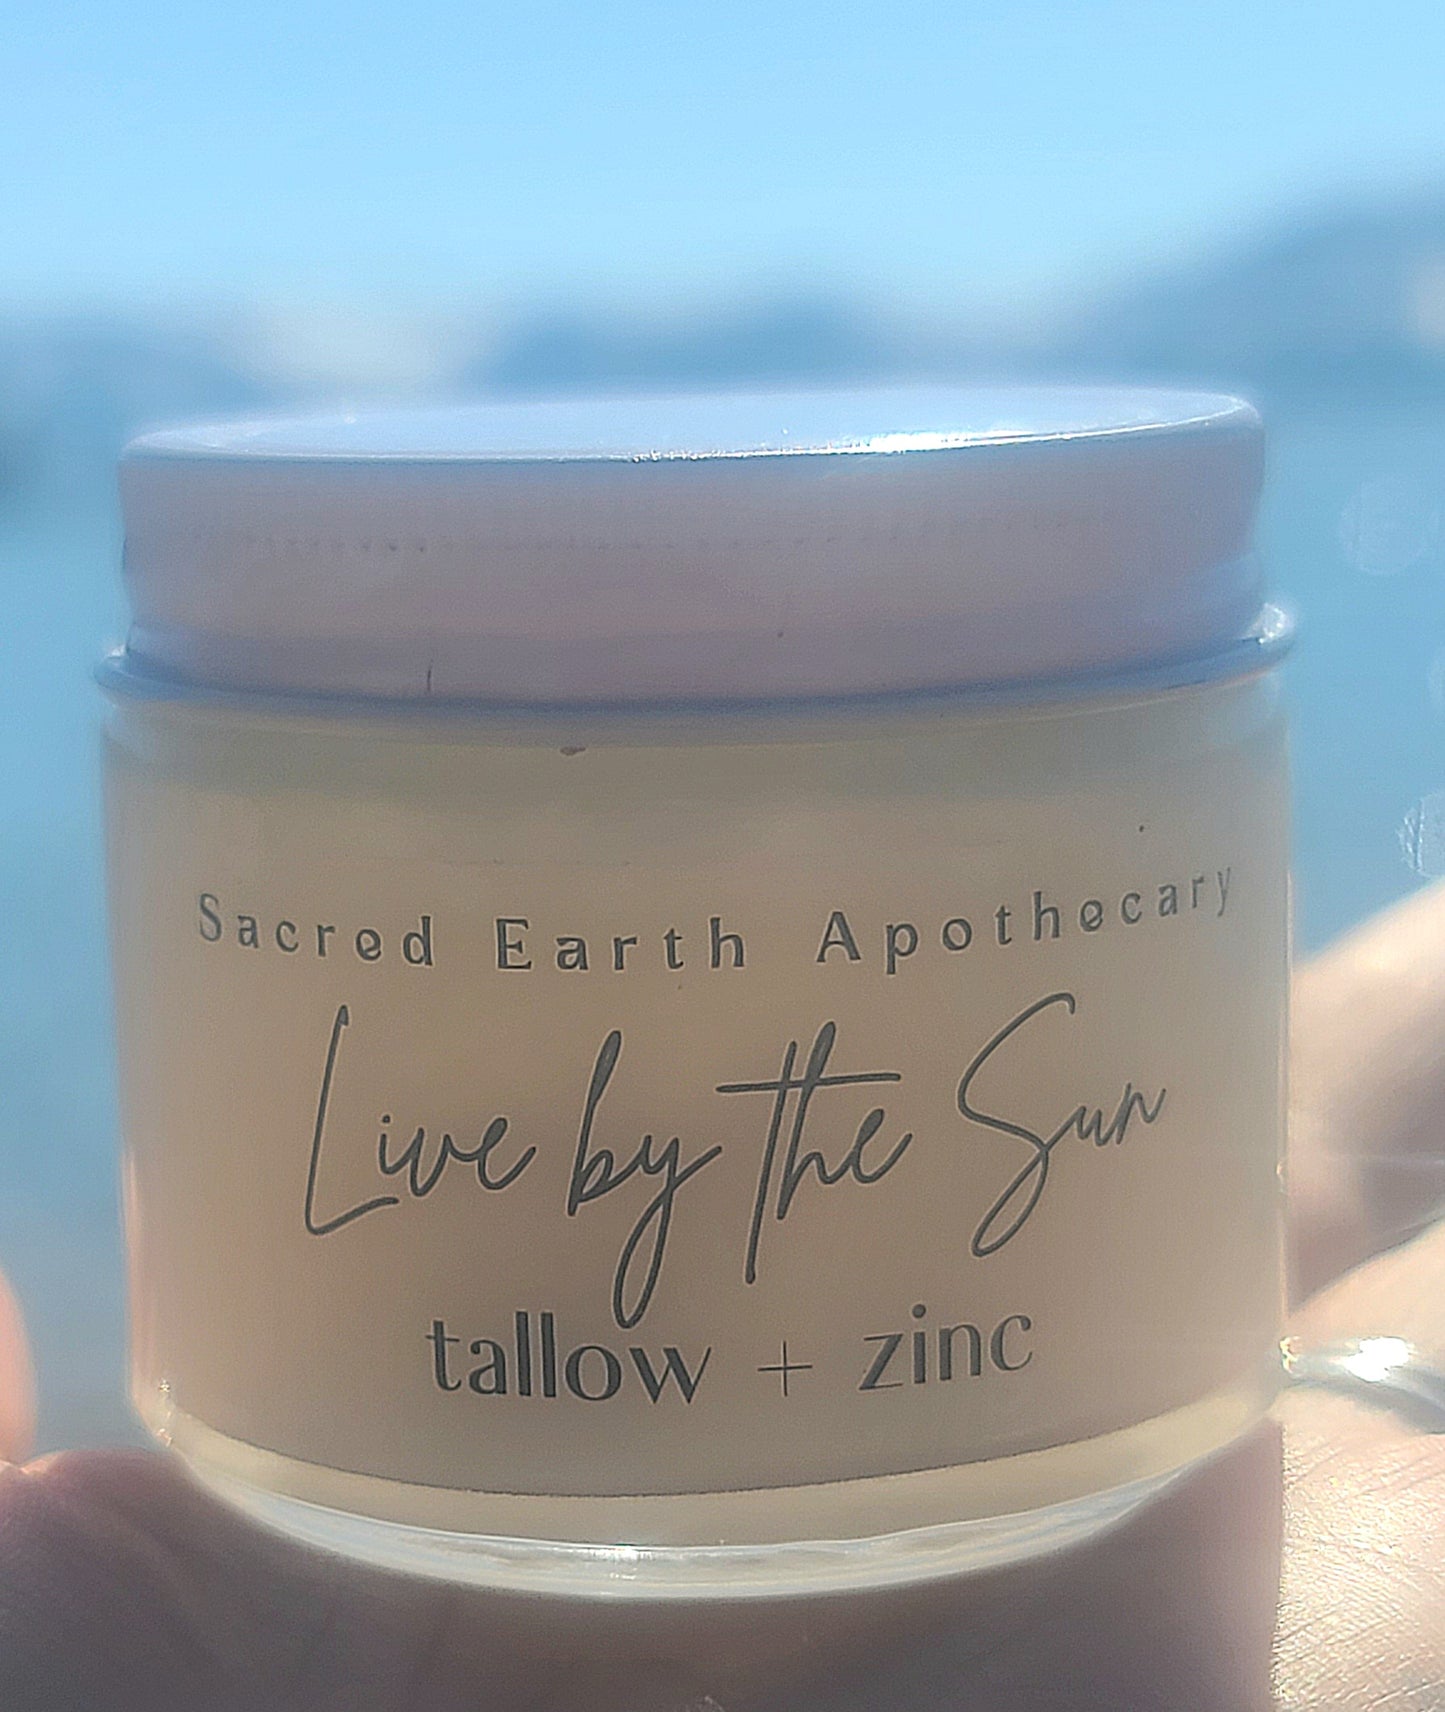 Sacred Earth Apothecary
Live by the Sun
tallow + zinc